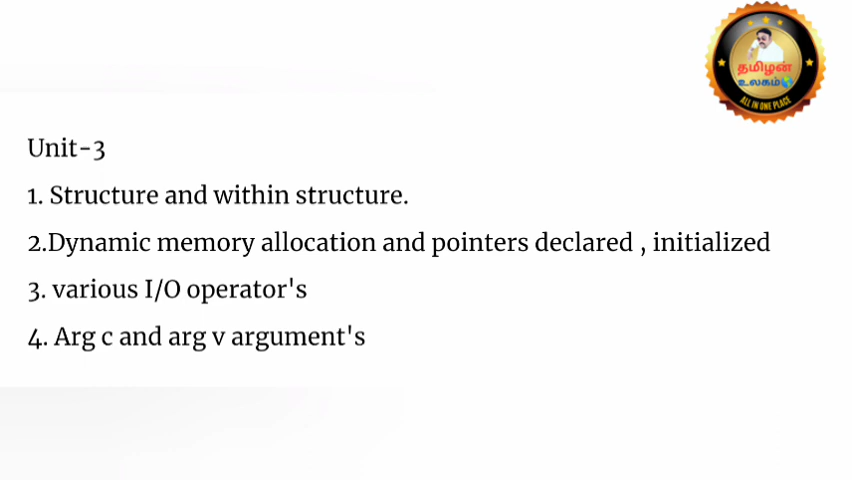 தமிழன்
உலகம்
ALL IN ONE PLACE
Unit-3
1. Structure and within structure.
2.Dynamic memory allocation and pointers declared , initialized
3. various I/O operator's
4. Arg c and arg v argument's